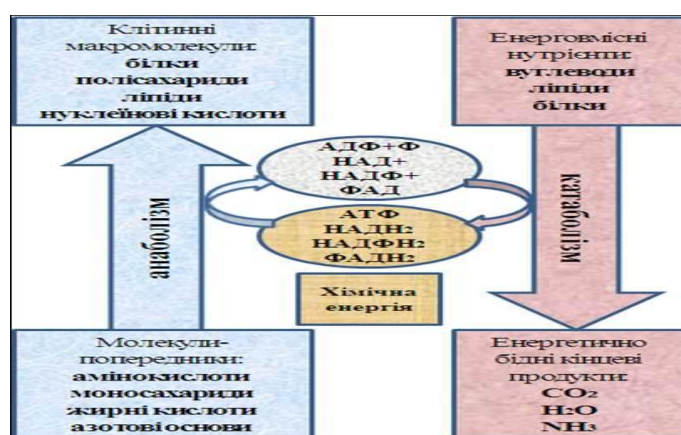 Клітинні
макромолекули:
білки
полісахариди
ліпіди
нуклеїнові кислоти
Енерговмісні
нутрієнти:
вуглеводи
ліпіди
білки
АДФ+Ф
НАД+
НАДФ+
ФАД
анаболізм
катаболізм
АТФ
НАДН2
НАДФН2
ФАДН2
Хімічна
енергія
Молекули-
попередники:
амінокислоти
моносахариди
жирні кислоти
азотові основи
Енергетично
бідні кінцеві
продукти:
CO2
H2O
NH3